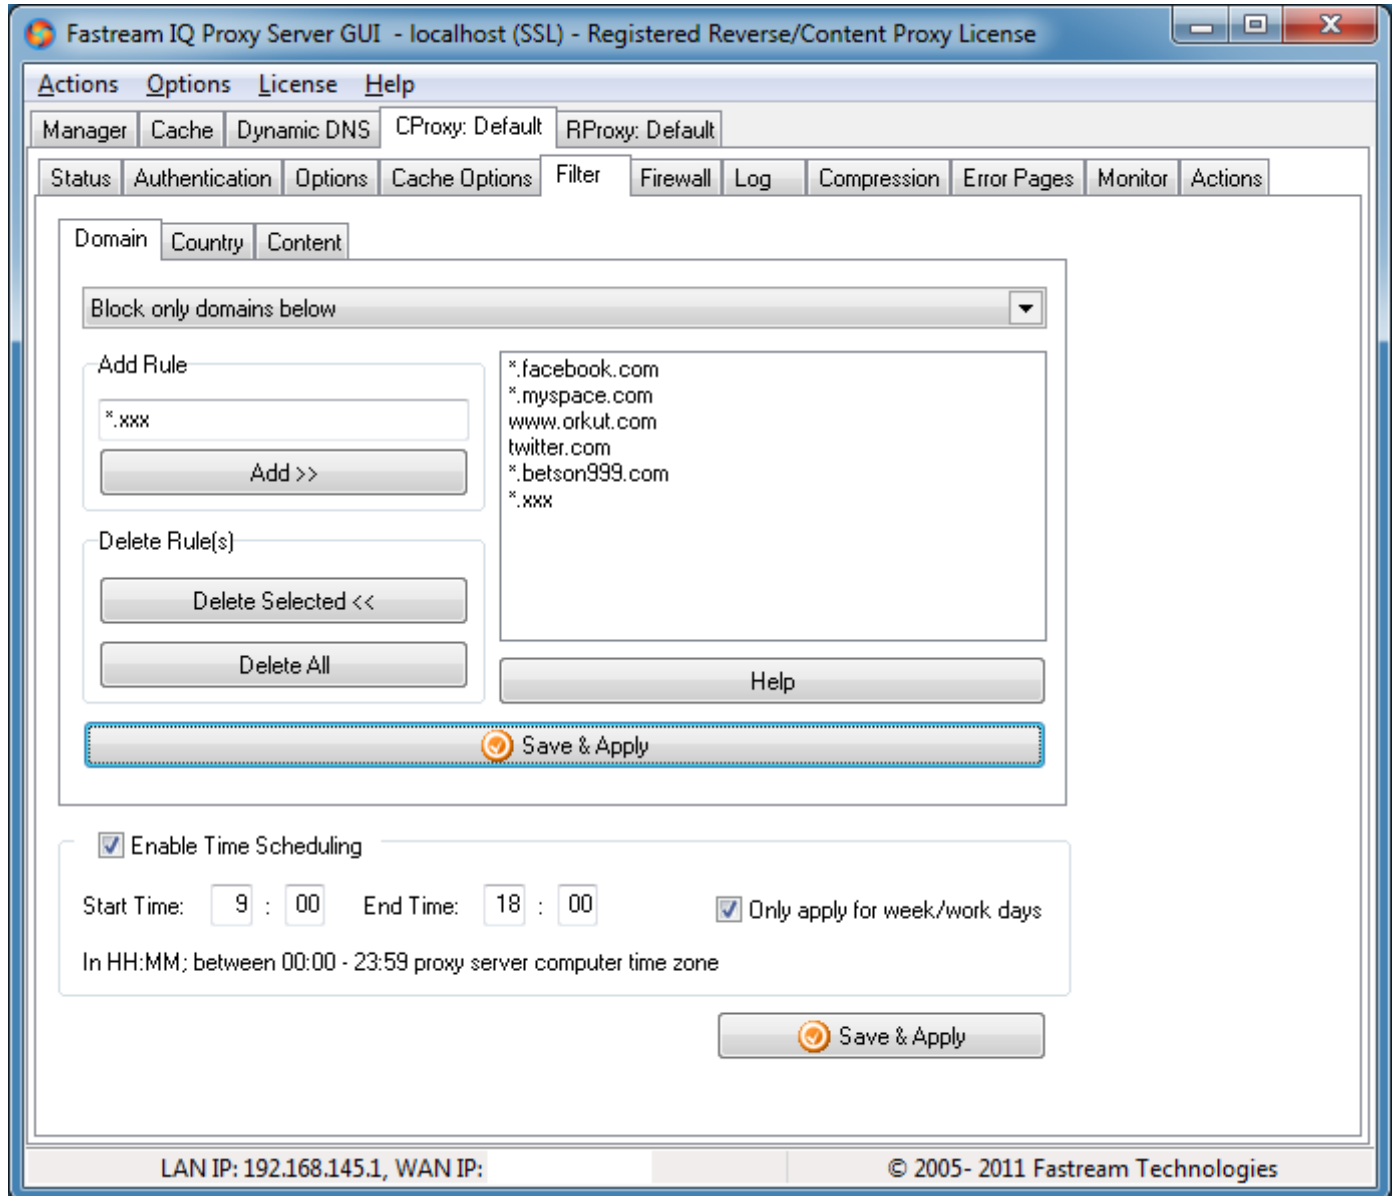 Fastream IQ Proxy Server GUI - localhost (SSL) - Registered Reverse/Content Proxy License
Actions Options License Help
Manager Cache Dynamic DNS CProxy: Default RProxy: Default
Status Authentication Options Cache Options Filter Firewall Log Compression Error Pages Monitor Actions
Domain Country Content
Block only domains below
Add Rule
*.xxx
Add >>
*.facebook.com
*.myspace.com
www.orkut.com
twitter.com
*.betson999.com
*.xxx
Delete Rule(s)
Delete Selected <<
Delete All
Help
Save & Apply
Enable Time Scheduling
Start Time: 9 : 00 End Time: 18 : 00 Only apply for week/work days
In HH:MM; between 00:00 - 23:59 proxy server computer time zone
Save & Apply
LAN IP: 192.168.145.1, WAN IP: © 2005- 2011 Fastream Technologies